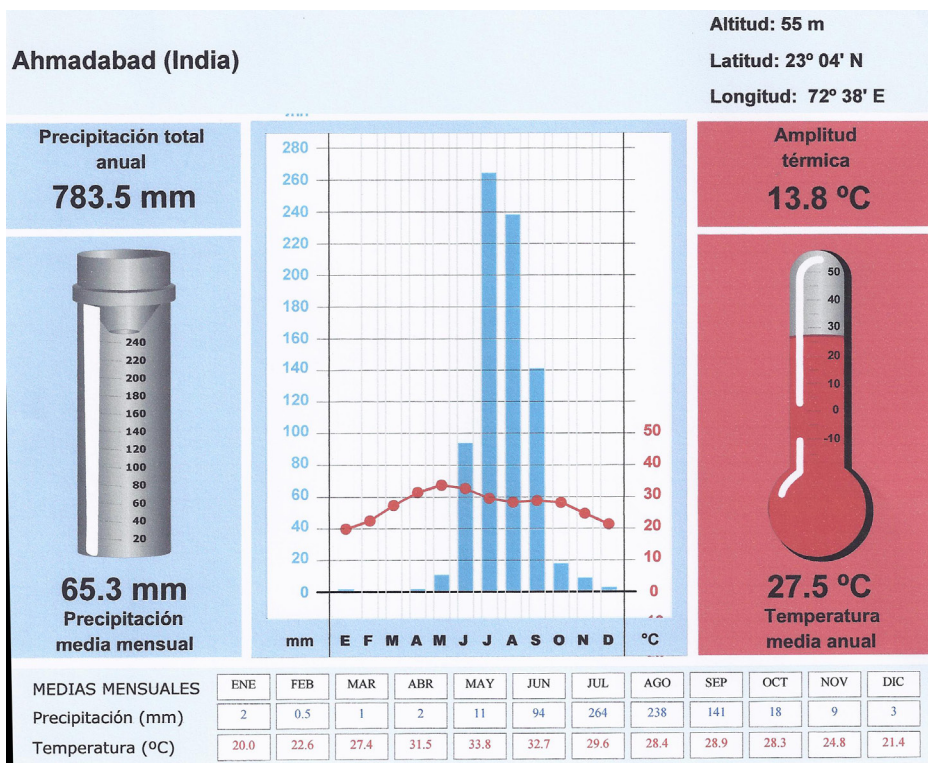 Ahmadabad (India)
Altitud: 55 m
Latitud: 23º 04' N
Longitud: 72º 38' E
Precipitación total
anual
783.5 mm
240
220
200
180
160
140
120
100
80
60
40
20
65.3 mm
Precipitación
media mensual
280
260
240
220
200
180
160
140
120
100
80
60
40
20
0
50
40
30
20
10
0
mm E F M A M J J A S O N D ºC
Amplitud
térmica
13.8 ºC
50
40
30
20
10
0
-10
27.5 ºC
Temperatura
media anual
MEDIAS MENSUALES ENE FEB MAR ABR MAY JUN JUL AGO SEP OCT NOV DIC
Precipitación (mm) 2 0.5 1 2 11 94 264 238 141 18 9 3
Temperatura (ºC) 20.0 22.6 27.4 31.5 33.8 32.7 29.6 28.4 28.9 28.3 24.8 21.4